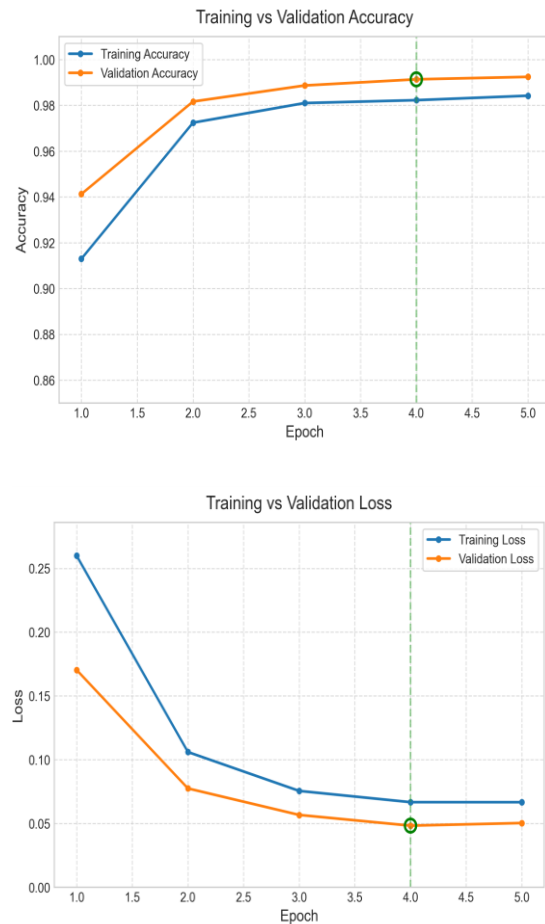 Training vs Validation Accuracy
Training Accuracy
Validation Accuracy
1.00
0.98
0.96
0.94
0.92
0.90
0.88
0.86
Accuracy
1.0 1.5 2.0 2.5 3.0 3.5 4.0 4.5 5.0
Epoch
Training vs Validation Loss
Training Loss
Validation Loss
0.25
0.20
0.15
0.10
0.05
0.00
Loss
1.0 1.5 2.0 2.5 3.0 3.5 4.0 4.5 5.0
Epoch